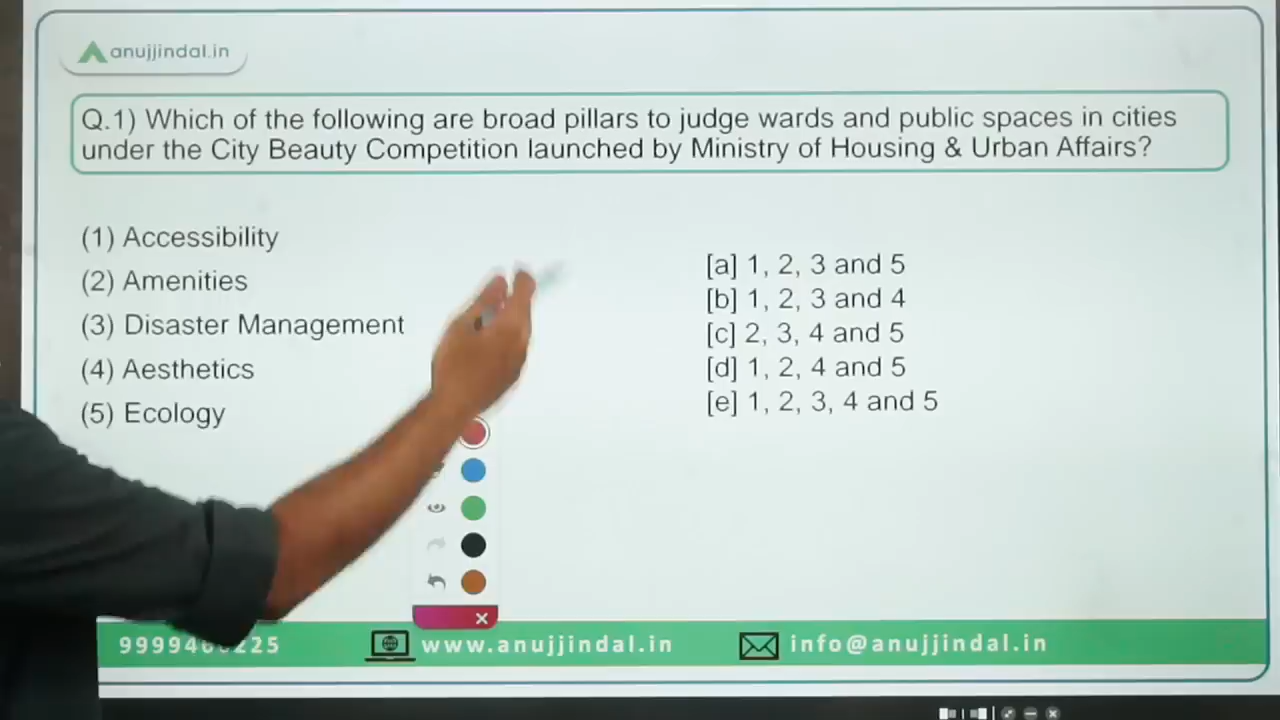 anujjindal.in
Q.1) Which of the following are broad pillars to judge wards and public spaces in cities
under the City Beauty Competition launched by Ministry of Housing & Urban Affairs?
(1) Accessibility
(2) Amenities
(3) Disaster Management
(4) Aesthetics
(5) Ecology
[a] 1, 2, 3 and 5
[b] 1, 2, 3 and 4
[c] 2, 3, 4 and 5
[d] 1, 2, 4 and 5
[e] 1, 2, 3, 4 and 5
www.anujjindal.in
info@anujjindal.in